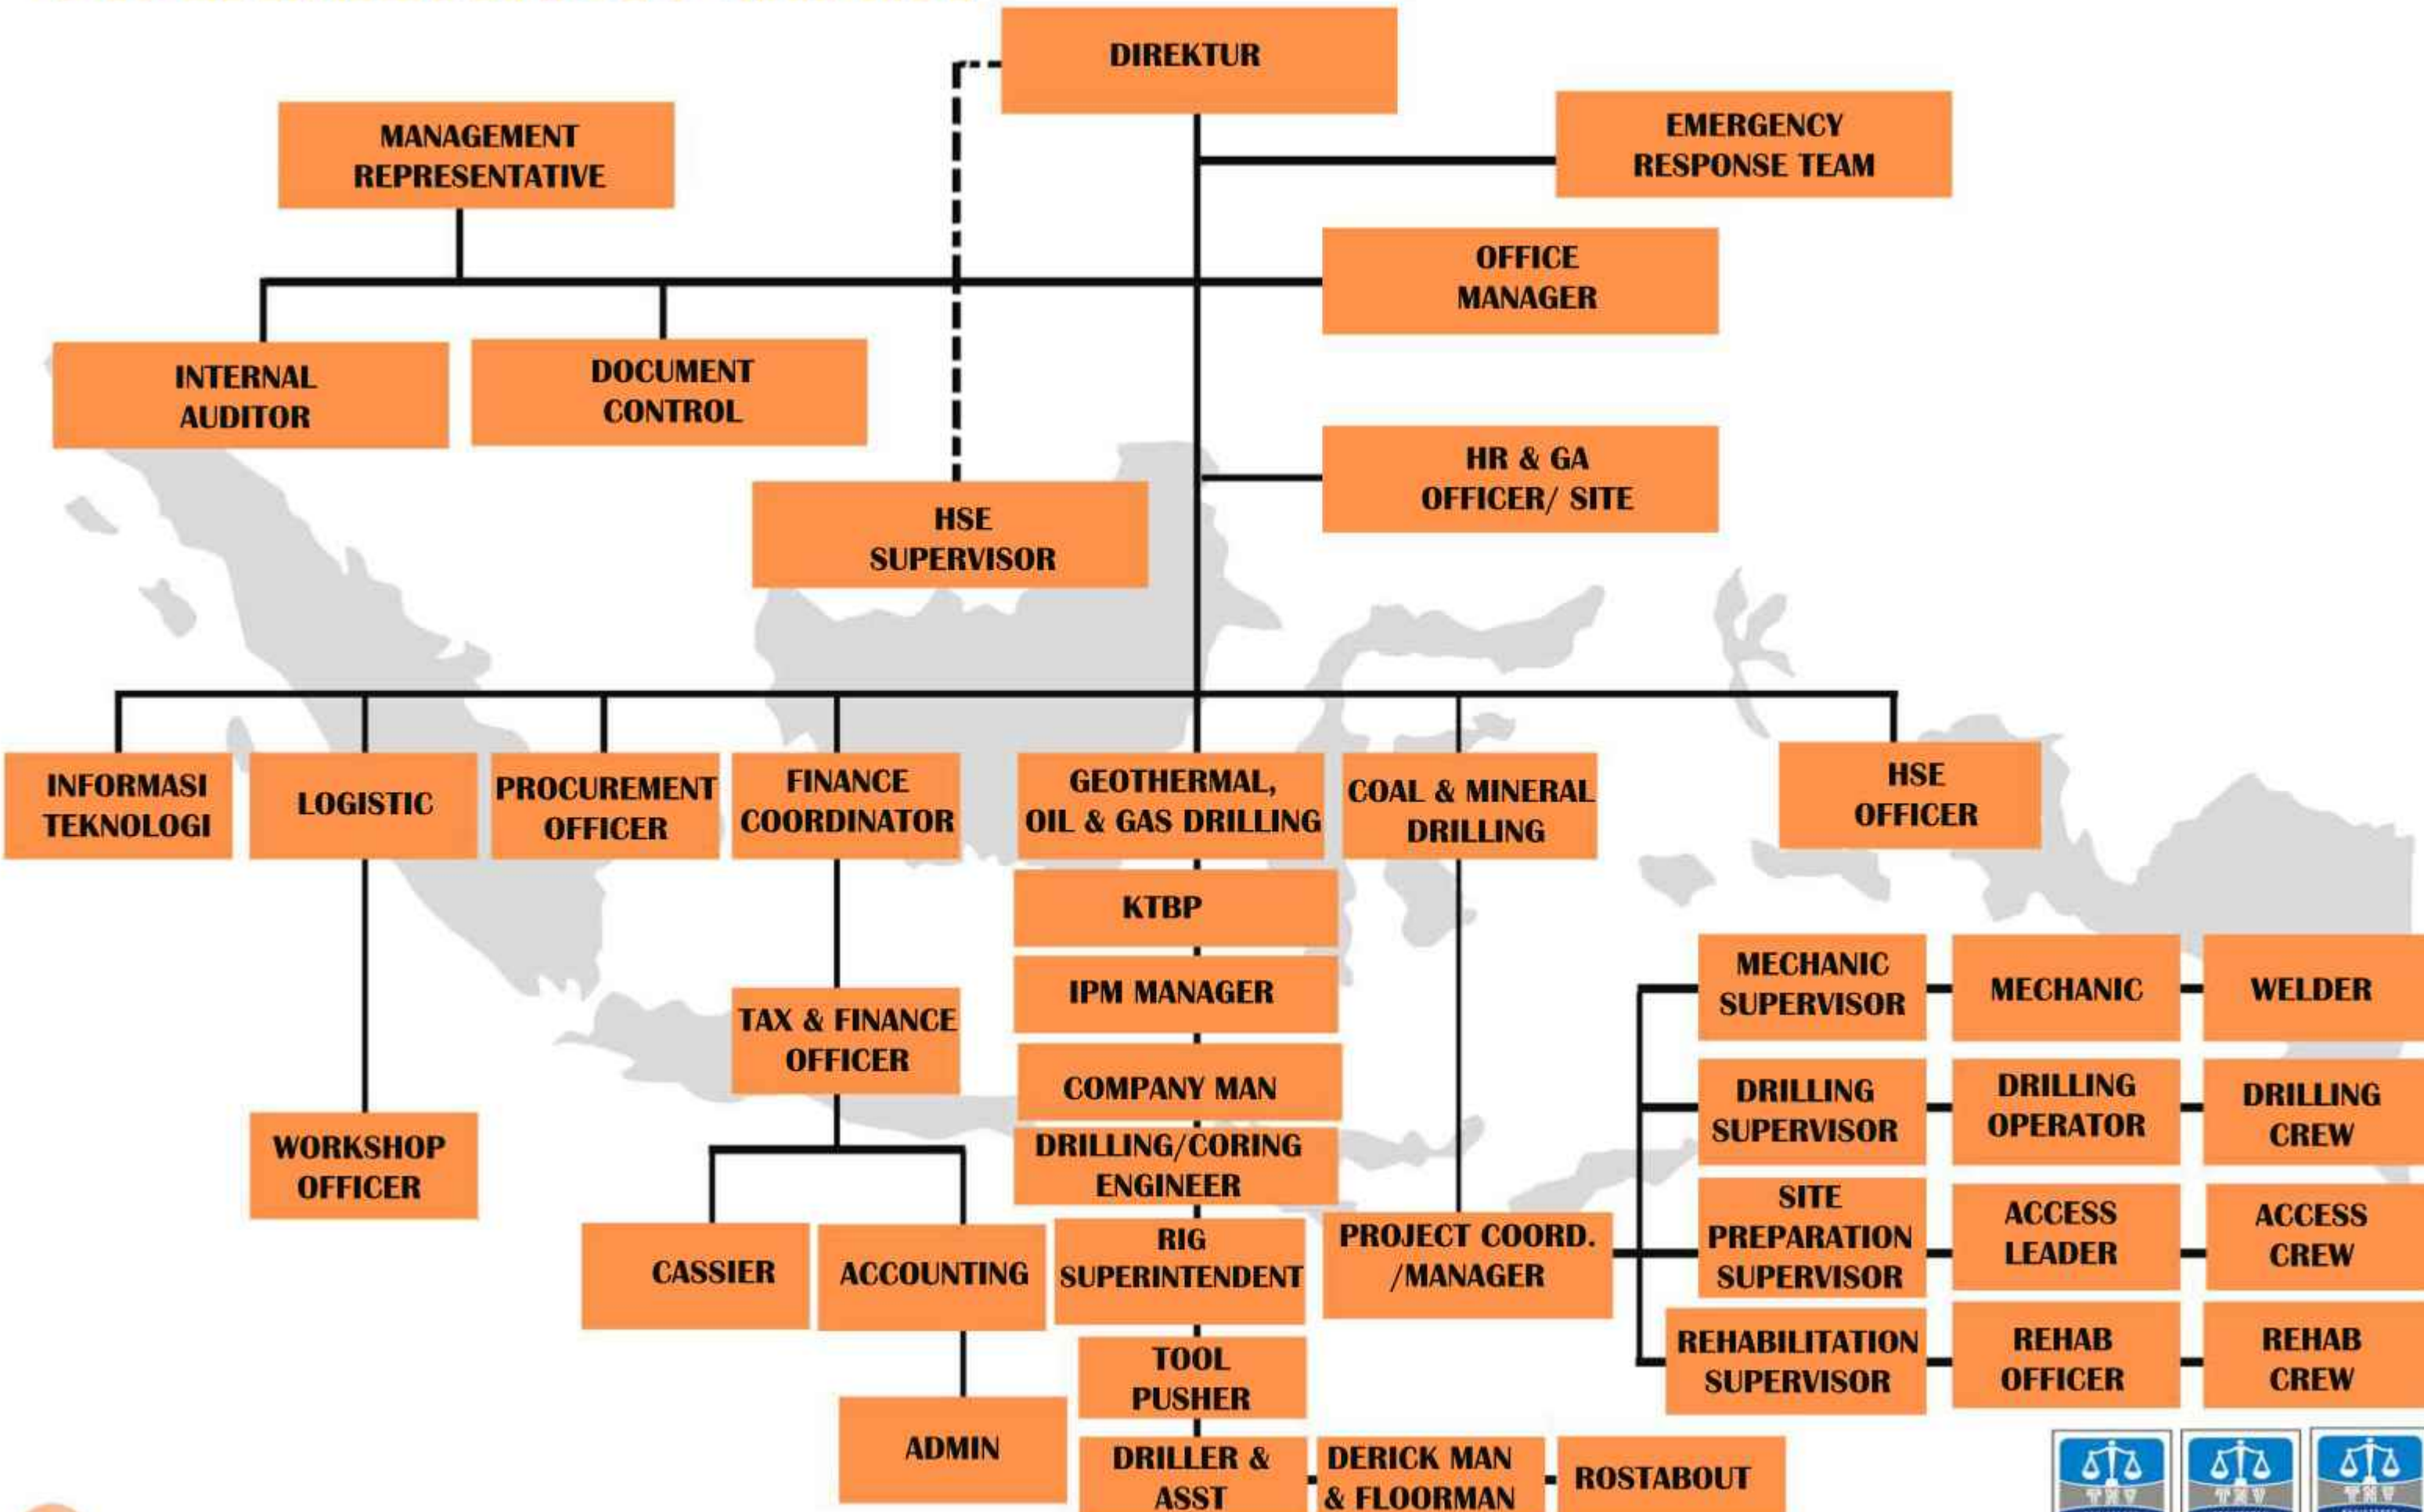 DIREKTUR
MANAGEMENT
REPRESENTATIVE
EMERGENCY
RESPONSE TEAM
OFFICE
MANAGER
INTERNAL
AUDITOR
DOCUMENT
CONTROL
HR & GA
OFFICER/ SITE
HSE
SUPERVISOR
INFORMASI
TEKNOLOGI
LOGISTIC
PROCUREMENT
OFFICER
FINANCE
COORDINATOR
GEOTHERMAL,
OIL & GAS DRILLING
COAL & MINERAL
DRILLING
HSE
OFFICER
KTBP
IPM MANAGER
COMPANY MAN
DRILLING/CORING
ENGINEER
RIG
SUPERINTENDENT
TOOL
PUSHER
DRILLER &
ASST
DERICK MAN
& FLOORMAN
ROSTABOUT
TAX & FINANCE
OFFICER
WORKSHOP
OFFICER
CASSIER
ACCOUNTING
ADMIN
PROJECT COORD.
/MANAGER
MECHANIC
SUPERVISOR
MECHANIC
WELDER
DRILLING
SUPERVISOR
DRILLING
OPERATOR
DRILLING
CREW
SITE
PREPARATION
SUPERVISOR
ACCESS
LEADER
ACCESS
CREW
REHABILITATION
SUPERVISOR
REHAB
OFFICER
REHAB
CREW
TNV
TNV
TNV